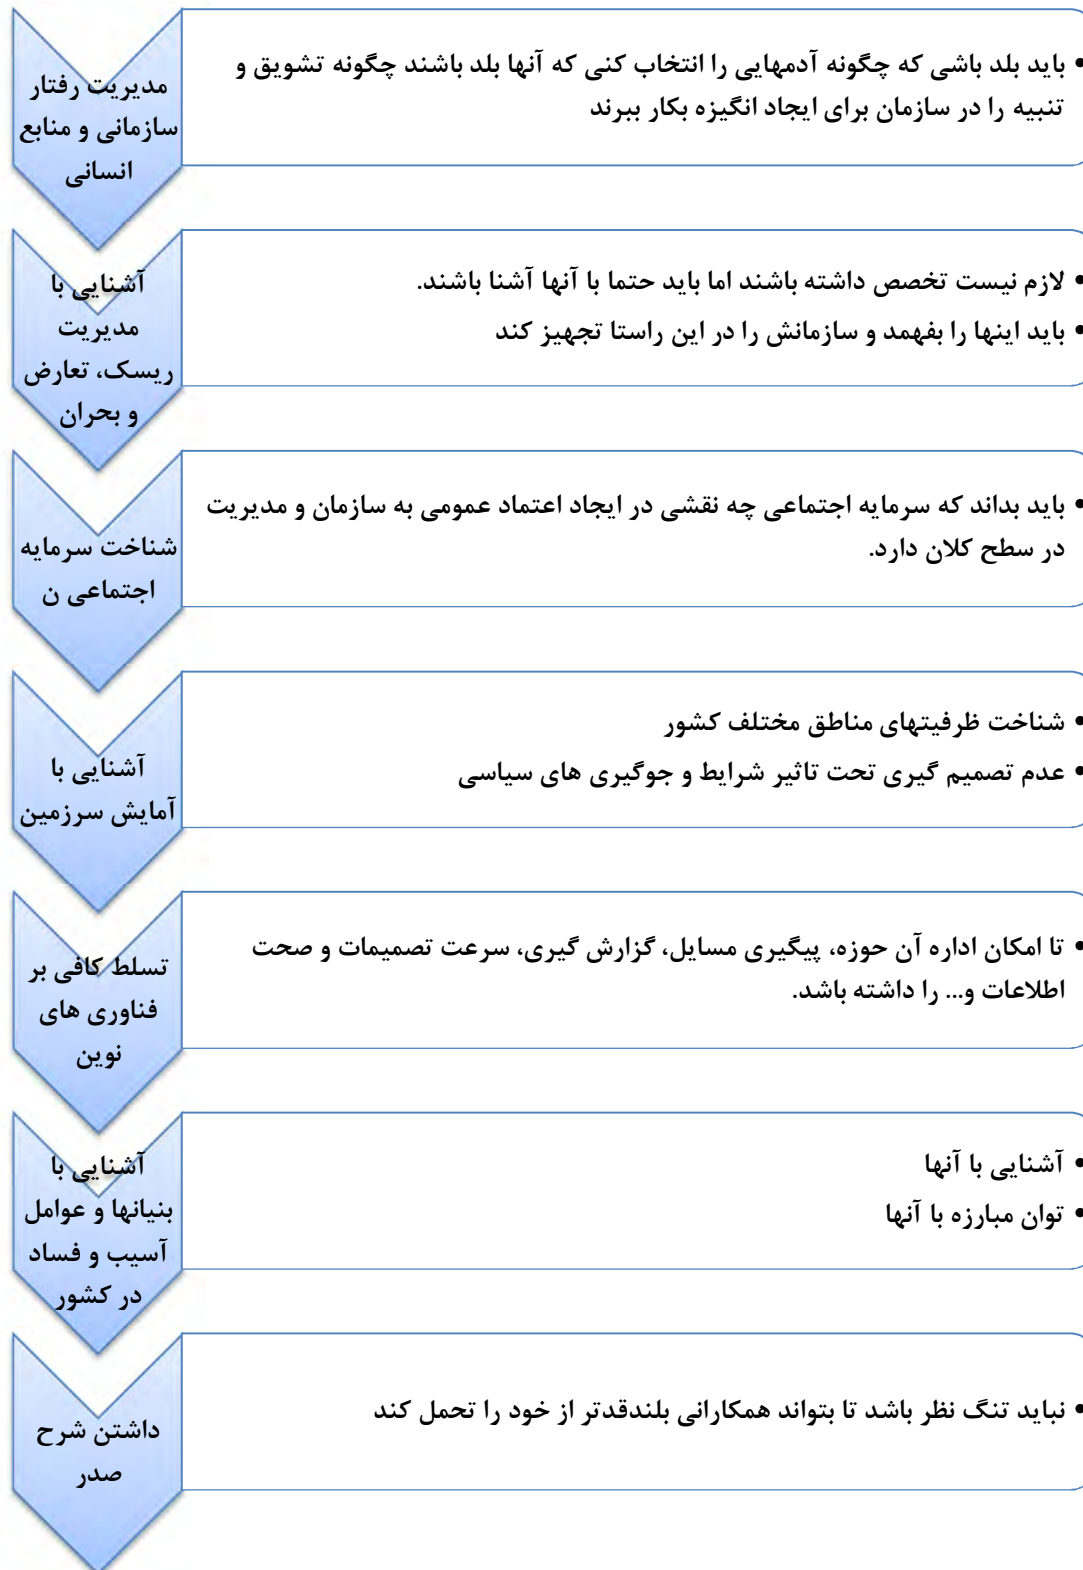 مدیریت رفتار
سازمانی و منابع
انسانی
• باید بلد باشی که چگونه آدمهایی را انتخاب کنی که آنها بلد باشند چگونه تشویق و
تنبیه را در سازمان برای ایجاد انگیزه بکار ببرند
آشنایی با
مدیریت
ریسک، تعارض
و بحران
• لازم نیست تخصص داشته باشند اما باید حتما با آنها آشنا باشند.
• باید اینها را بفهمد و سازمانش را در این راستا تجهیز کند
شناخت سرمایه
اجتماعی ن
• باید بداند که سرمایه اجتماعی چه نقشی در ایجاد اعتماد عمومی به سازمان و مدیریت
در سطح کلان دارد.
آشنایی با
آمایش سرزمین
• شناخت ظرفیتهای مناطق مختلف کشور
• عدم تصمیم گیری تحت تاثیر شرایط و جوگیری های سیاسی
تسلط کافی بر
فناوری های
نوین
• تا امکان اداره آن حوزه، پیگیری مسایل، گزارش گیری، سرعت تصمیمات و صحت
اطلاعات و... را داشته باشد.
آشنایی با
بنیانها و عوامل
آسیب و فساد
در کشور
• آشنایی با آنها
• توان مبارزه با آنها
داشتن شرح
صدر
• نباید تنگ نظر باشد تا بتواند همکارانی بلندقدتر از خود را تحمل کند